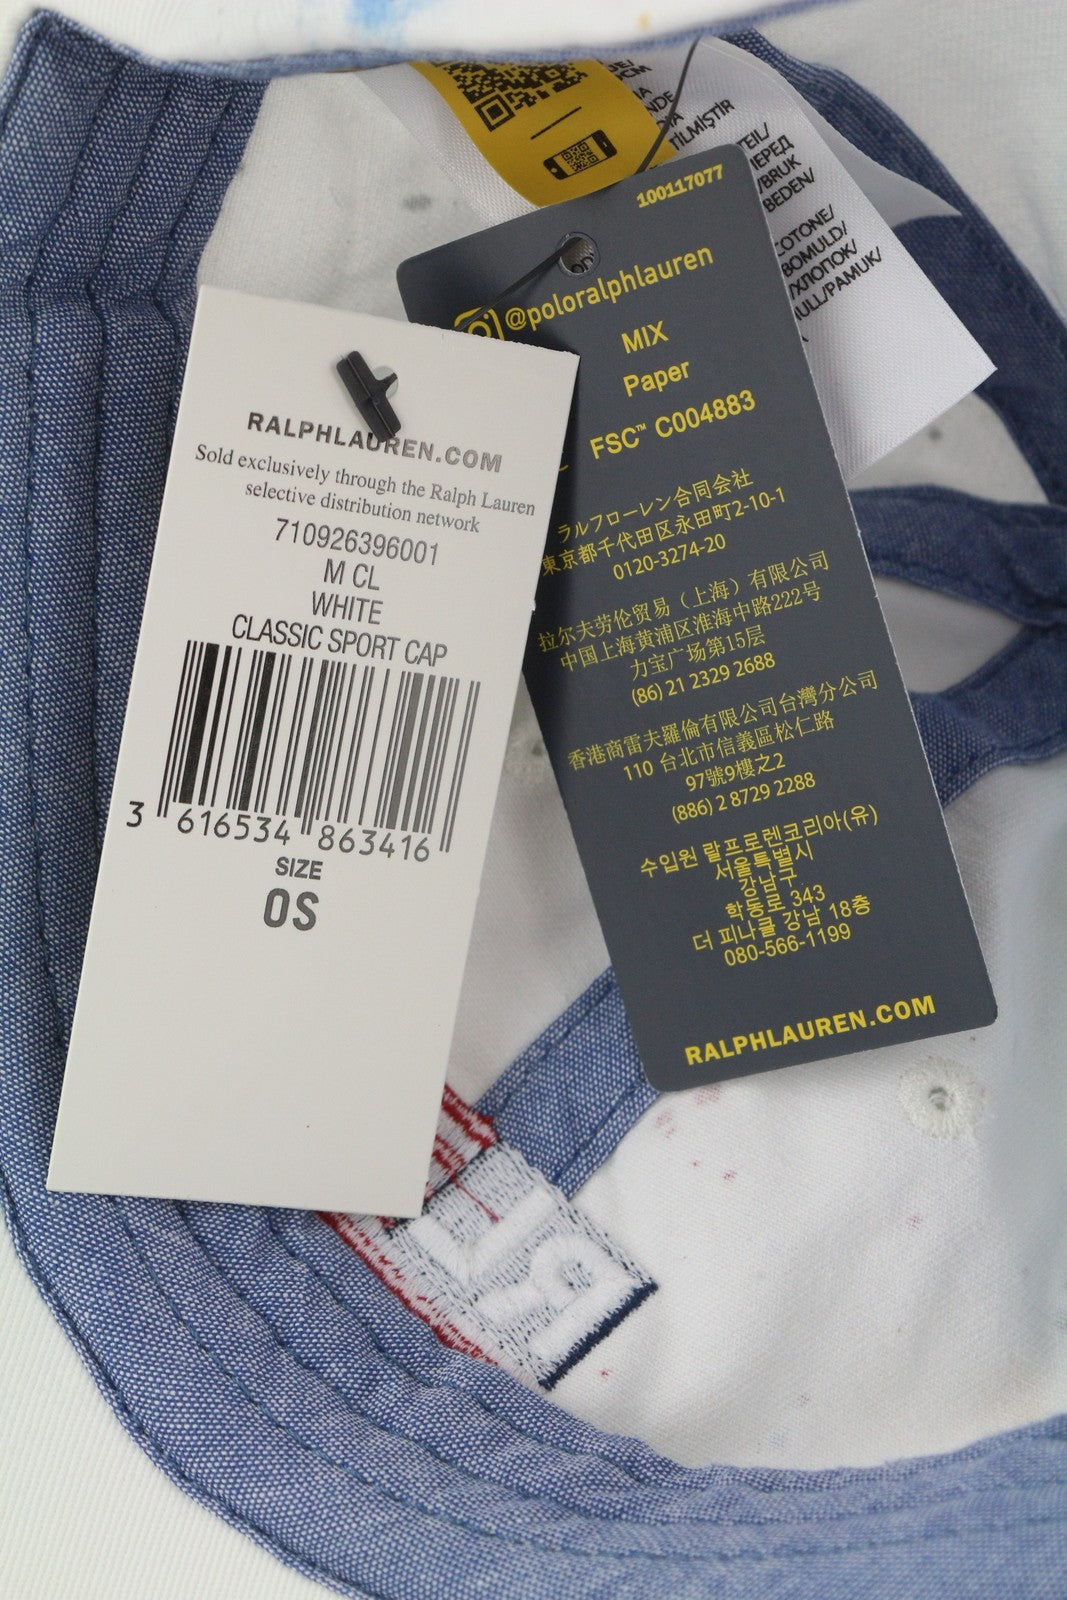 RALPHLAUREN.COM
Sold exclusively through the Ralph Lauren
selective distribution network
710926396001
M CL
WHITE
CLASSIC SPORT CAP
3 616534 863416
SIZE
OS
100117077
@poloralphlauren
MIX
Paper
FSC™ C004883
ラルフローレン合同会社
東京都千代田区永田町2-10-1
0120-3274-20
拉尔夫劳伦贸易（上海）有限公司
中国上海黄浦区淮海中路222号
力宝广场第15层
(86) 21 2329 2688
香港商雷夫羅倫有限公司台灣分公司
110 台北市信義區松仁路
97號9樓之2
(886) 2 8729 2288
수입원 랄프로렌코리아(유)
서울특별시
강남구
학동로 343
더 피나클 강남 18층
080-566-1199
RALPHLAUREN.COM
TILMIŞTIR
TEIL/
/BRUK
BEDEN/
COTONE/
BOMULD/
/ХЛОПОК/
/PAMUK/